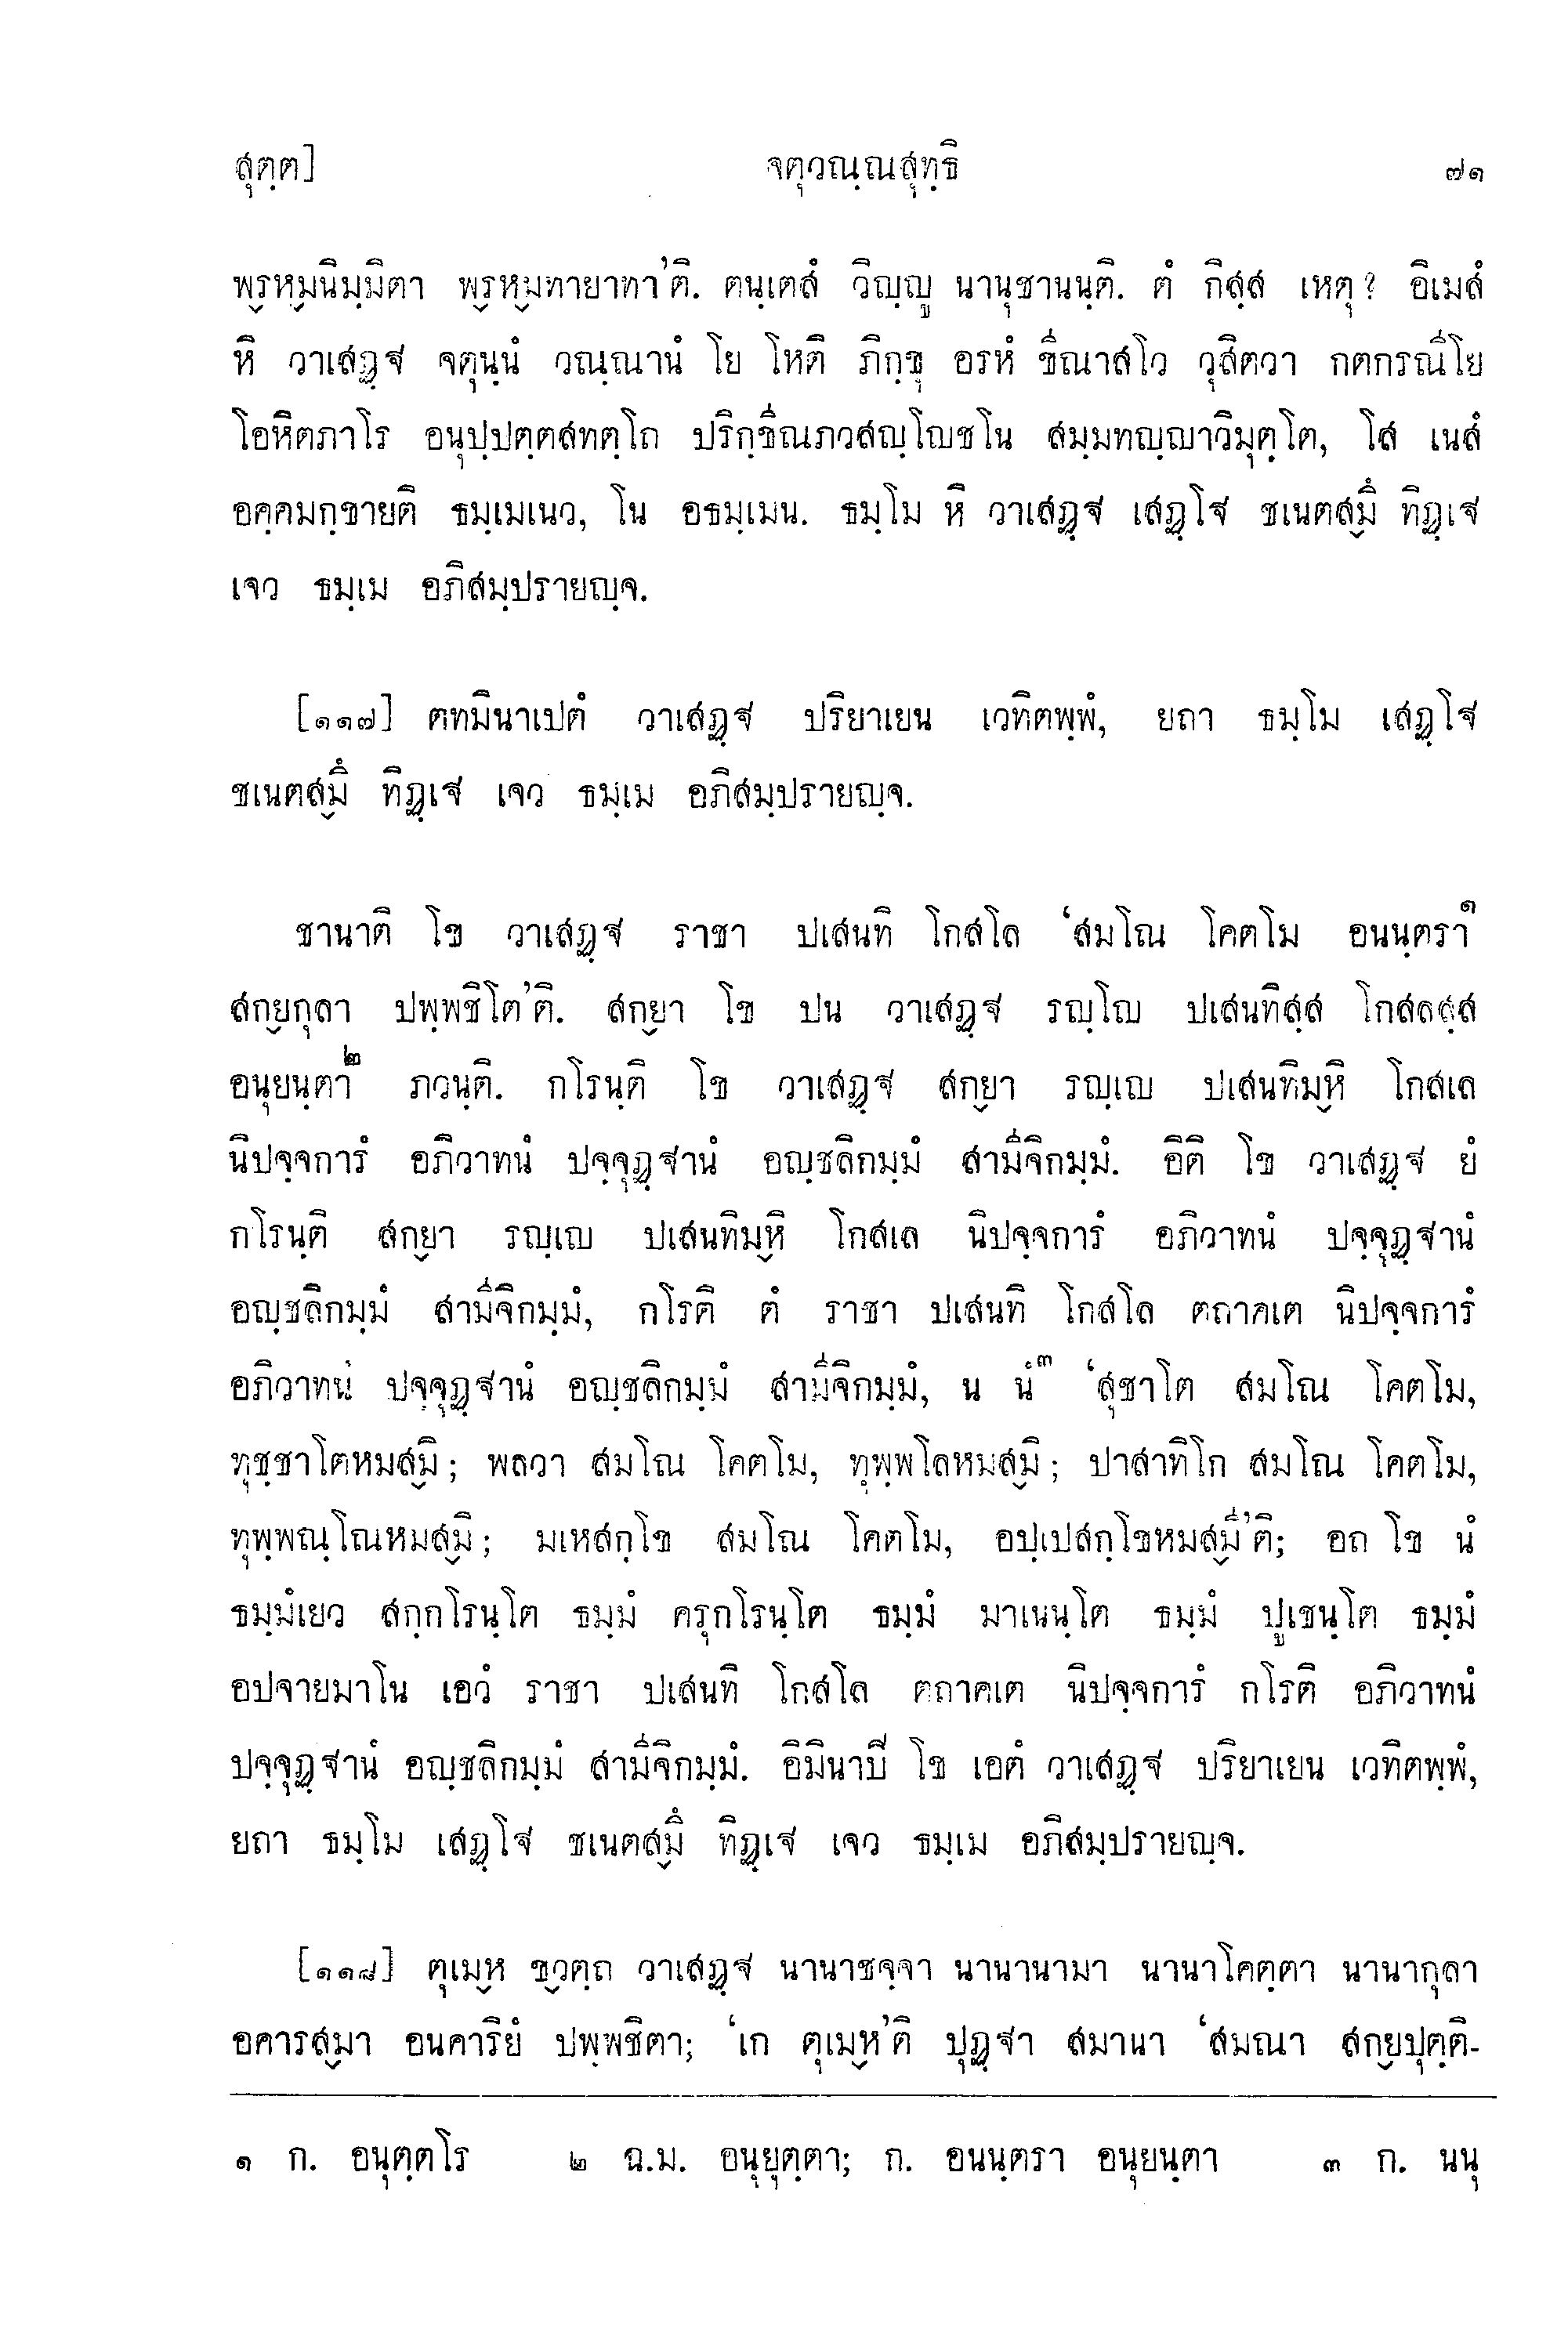 สุตฺต] จตุวณฺณสุทฺธิ ๗๑
พฺรหฺมนิมฺมิตา พฺรหฺมทายาทา’ติ. ตนฺเตสํ วิญฺญู นานุชานนฺติ. ตํ กิสฺส เหตุ? อิเมสํ
หิ วาเสฏฺฐ จตุนฺนํ วณฺณานํ โย โหติ ภิกฺขุ อรหํ ขีณาสโว วุสิตวา กตกรณีโย
โอหิตภาโร อนุปฺปตฺตสทตฺโถ ปริกฺขีณภวสญฺโญชโน สมฺมทญฺญาวิมุตฺโต, โส เนสํ
อคฺคมกฺขายติ ธมฺเมเนว, โน อธมฺเมน. ธมฺโม หิ วาเสฏฺฐ เสฏฺโฐ ชเนตสฺมึ ทิฏฺเฐ
เจว ธมฺเม อภิสมฺปรายญฺจ.
[๑๑๗] ตทมินาเปตํ วาเสฏฺฐ ปริยาเยน เวทิตพฺพํ, ยถา ธมฺโม เสฏฺโฐ
ชเนตสฺมึ ทิฏฺเฐ เจว ธมฺเม อภิสมฺปรายญฺจ.
ชานาติ โข วาเสฏฺฐ ราชา ปเสนทิ โกสโล ‘สมโณ โคตโม อนนฺตรา๑
สกฺยกุลา ปพฺพชิโต’ติ. สกฺยา โข ปน วาเสฏฺฐ รญฺโญ ปเสนทิสฺส โกสลสฺส
อนุยนฺตา๒ ภวนฺติ. กโรนฺติ โข วาเสฏฺฐ สกฺยา รญฺเญ ปเสนทิมฺหิ โกสเล
นิปจฺจการํ อภิวาทนํ ปจฺจุฏฺฐานํ อญฺชลิกมฺมํ สามีจิกมฺมํ. อิติ โข วาเสฏฺฐ ยํ
กโรนฺติ สกฺยา รญฺเญ ปเสนทิมฺหิ โกสเล นิปจฺจการํ อภิวาทนํ ปจฺจุฏฺฐานํ
อญฺชลิกมฺมํ สามีจิกมฺมํ, กโรติ ตํ ราชา ปเสนทิ โกสโล ตถาคเต นิปจฺจการํ
อภิวาทนํ ปจฺจุฏฺฐานํ อญฺชลิกมฺมํ สามีจิกมฺมํ, น นํ๓ ‘สุชาโต สมโณ โคตโม,
ทุชฺชาโตหมสฺมิ; พลวา สมโณ โคตโม, ทุพฺพโลหมสฺมิ; ปาสาทิโก สมโณ โคตโม,
ทุพฺพณฺโณหมสฺมิ; มเหสกฺโข สมโณ โคตโม, อปฺเปสกฺโขหมสฺมี’ติ; อถ โข นํ
ธมฺมํเยว สกฺกโรนฺโต ธมฺมํ ครุกโรนฺโต ธมฺมํ มาเนนฺโต ธมฺมํ ปูเชนฺโต ธมฺมํ
อปจายมาโน เอวํ ราชา ปเสนทิ โกสโล ตถาคเต นิปจฺจการํ กโรติ อภิวาทนํ
ปจฺจุฏฺฐานํ อญฺชลิกมฺมํ สามีจิกมฺมํ. อิมินาปิ โข เอตํ วาเสฏฺฐ ปริยาเยน เวทิตพฺพํ,
ยถา ธมฺโม เสฏฺโฐ ชเนตสฺมึ ทิฏฺเฐ เจว ธมฺเม อภิสมฺปรายญฺจ.
[๑๑๘] ตุเมฺห ขฺวตฺถ วาเสฏฺฐ นานาชจฺจา นานานามา นานาโคตฺตา นานากุลา
อคารสฺมา อนคาริยํ ปพฺพชิตา; ‘เก ตุเมฺห’ติ ปุฏฺฐา สมานา ‘สมณา สกฺยปุตฺติ-
๑ ก. อนุตฺตโร ๒ ฉ.ม. อนุยุตฺตา; ก. อนนฺตรา อนุยนฺตา ๓ ก. นนุ